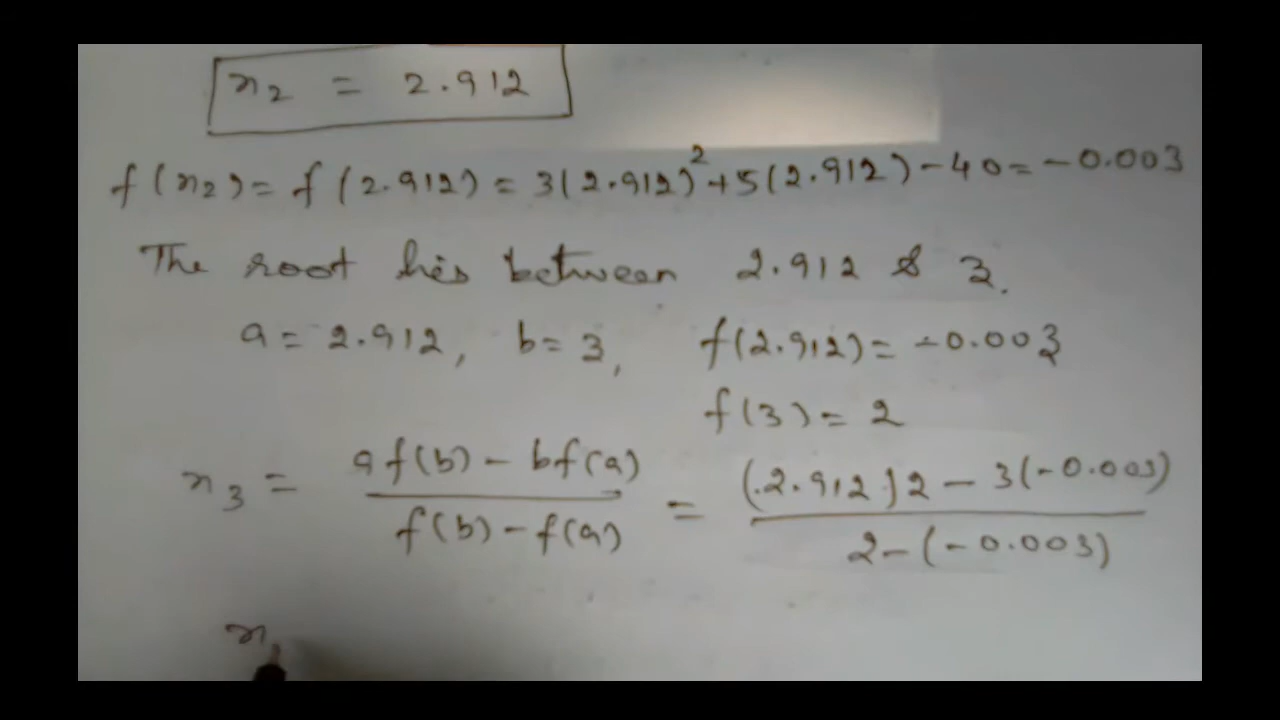 x₂ = 2.912
f(x₂) = f(2.912) = 3(2.912)² + 5(2.912) - 40 = -0.003
The root lies between 2.912 & 3.
a = 2.912, b = 3, f(2.912) = -0.003
f(3) = 2
x₃ = af(b) - bf(a) / f(b) - f(a) = (2.912)2 - 3(-0.003) / 2 - (-0.003)
x